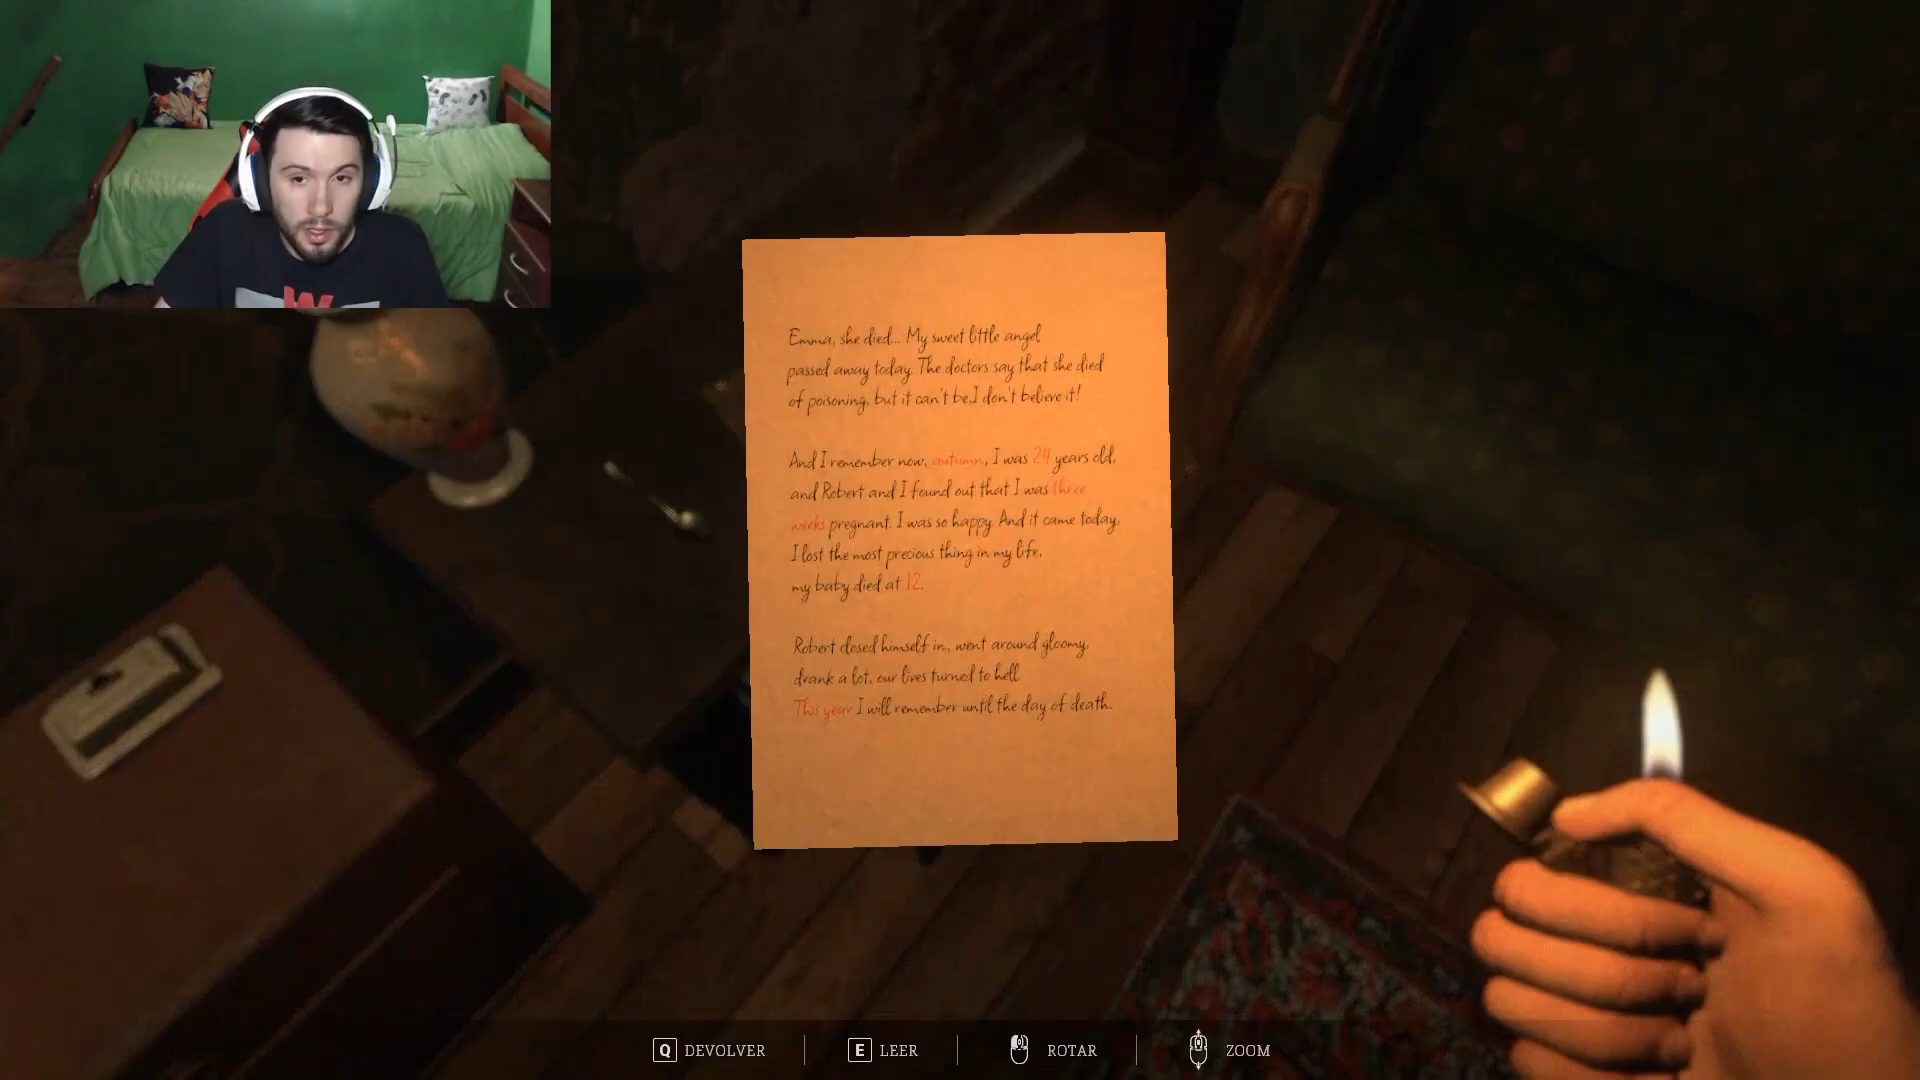 Emma, she died... My sweet little angel
passed away today. The doctors say that she died
of poisoning, but it can't be,I don't believe it!
And I remember now, autumn, I was 24 years old,
and Robert and I found out that I was three
weeks pregnant. I was so happy. And it came today,
I lost the most precious thing in my life,
my baby died at 12.
Robert closed himself in, went around gloomy,
drank a lot, our lives turned to hell
This year I will remember until the day of death..
W
Q DEVOLVER
E LEER
ROTAR
ZOOM